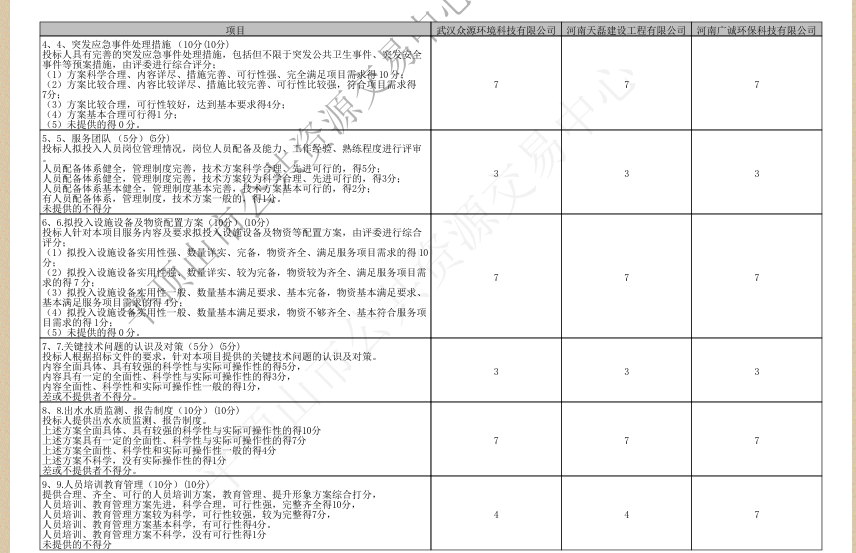 项目 武汉众源环境科技有限公司 河南天磊建设工程有限公司 河南广诚环保科技有限公司
4、4、突发应急事件处理措施 (10分)(10分)
投标人具有完善的突发应急事件处理措施，包括但不限于突发公共卫生事件、突发安全
事件等预案措施，由评委进行综合评分；
(1) 方案科学合理、内容详尽、措施完善、可行性强、完全满足项目需求得 10 分；
(2) 方案比较合理、内容比较详尽、措施比较完善、可行性比较强，符合项目需求得
7分；
(3) 方案比较合理，可行性较好，达到基本要求得4分；
(4) 方案基本合理可行得1 分；
(5) 未提供的得 0 分。
7 7 7
5、5、服务团队 (5分) (5分)
投标人拟投入人员岗位管理情况，岗位人员配备及能力、工作经验、熟练程度进行评审
。
人员配备体系健全，管理制度完善，技术方案科学合理、先进可行的，得5分；
人员配备体系健全，管理制度完善，技术方案较为科学合理、先进可行的，得3分；
人员配备体系基本健全，管理制度基本完善，技术方案基本可行的，得2分；
有人员配备体系，管理制度，技术方案一般的，得1分，
未提供的不得分
3 3 3
6、6.拟投入设施设备及物资配置方案 (10分) (10分)
投标人针对本项目服务内容及要求拟投入设施设备及物资等配置方案，由评委进行综合
评分；
(1) 拟投入设施设备实用性强、数量详实、完备，物资齐全、满足服务项目需求的得 10
分；
(2) 拟投入设施设备实用性强、数量详实、较为完备，物资较为齐全、满足服务项目需
求的得 7 分；
(3) 拟投入设施设备实用性一般、数量基本满足要求、基本完备，物资基本满足要求、
基本满足服务项目需求的得 4分；
(4) 拟投入设施设备实用性一般、数量基本满足要求，物资不够齐全、基本符合服务项
目需求的得 1分；
(5) 未提供的得 0 分。
7 7 7
7、7.关键技术问题的认识及对策 (5分) (5分)
投标人根据招标文件的要求，针对本项目提供的关键技术问题的认识及对策。
内容全面具体、具有较强的科学性与实际可操作性的得5分，
内容具有一定的全面性、科学性与实际可操作性的得3分，
内容全面性、科学性和实际可操作性一般的得1分，
差或不提供者不得分。
3 3 3
8、8.出水水质监测、报告制度 (10分) (10分)
投标人提供出水水质监测、报告制度。
上述方案全面具体、具有较强的科学性与实际可操作性的得10分
上述方案具有一定的全面性、科学性与实际可操作性的得7分
上述方案全面性、科学性和实际可操作性一般的得4分
上述方案不科学，没有实际操作性的得1分
差或不提供者不得分。
7 7 7
9、9.人员培训教育管理 (10分) (10分)
提供合理、齐全、可行的人员培训方案，教育管理、提升形象方案综合打分，
人员培训、教育管理方案先进，科学合理，可行性强，完整齐全得10分，
人员培训、教育管理方案较为科学，可行性较强，较为完整得7分，
人员培训、教育管理方案基本科学，有可行性得4分。
人员培训、教育管理方案不科学，没有可行性得1分
未提供的不得分
4 4 7
平顶山市公共资源交易中心
平顶山市公共资源交易中心